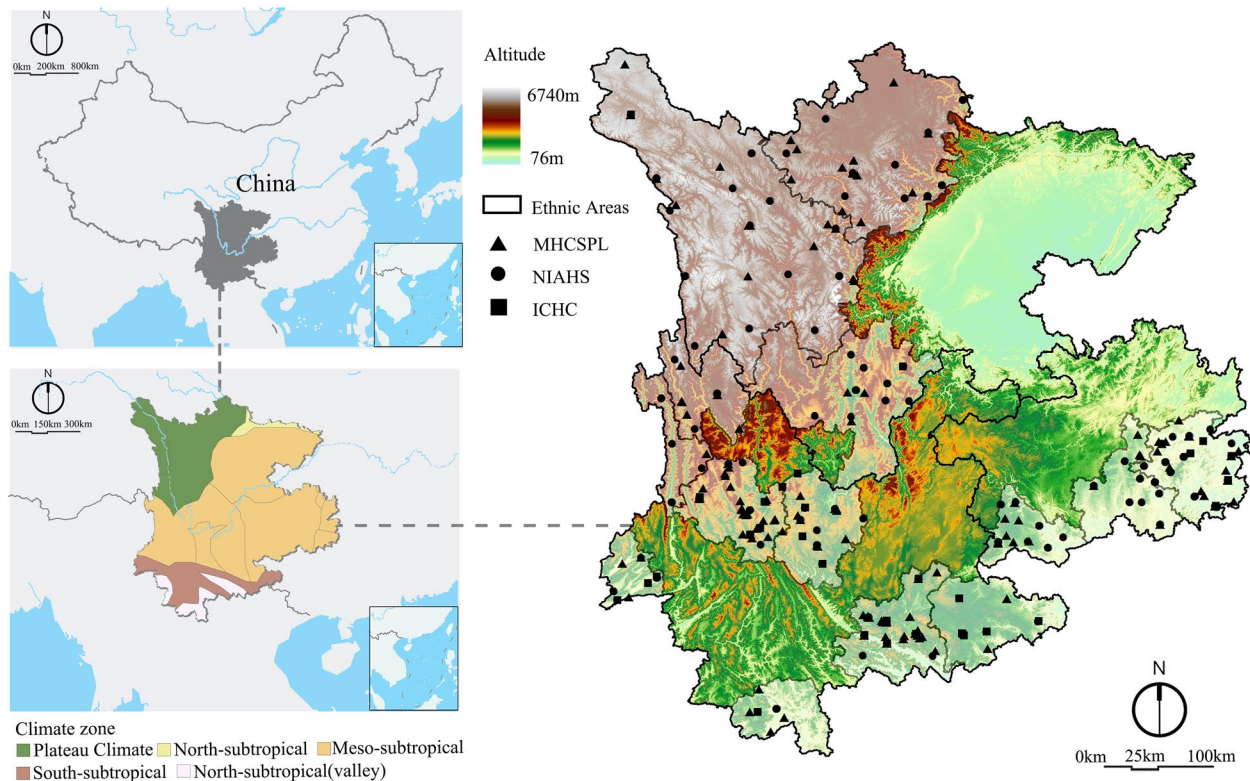 N
0km 200km 800km
China
N
0km 150km 300km
Climate zone
Plateau Climate North-subtropical Meso-subtropical
South-subtropical North-subtropical(valley)
Altitude
6740m
76m
Ethnic Areas
MHCSPL
NIAHS
ICHC
N
0km 25km 100km